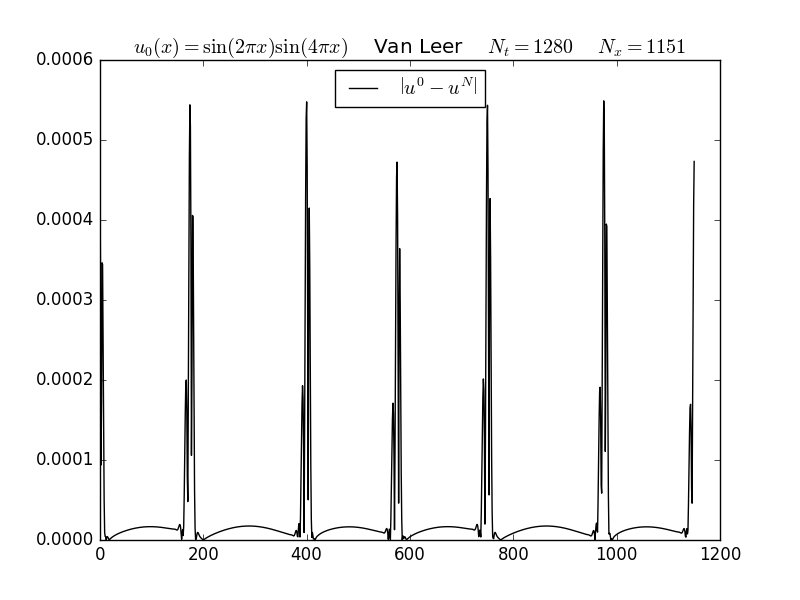 u_0(x) = sin(2πx)sin(4πx) Van Leer N_t = 1280 N_x = 1151
|u^0 − u^N|
0.0006
0.0005
0.0004
0.0003
0.0002
0.0001
0.0000
0 200 400 600 800 1000 1200